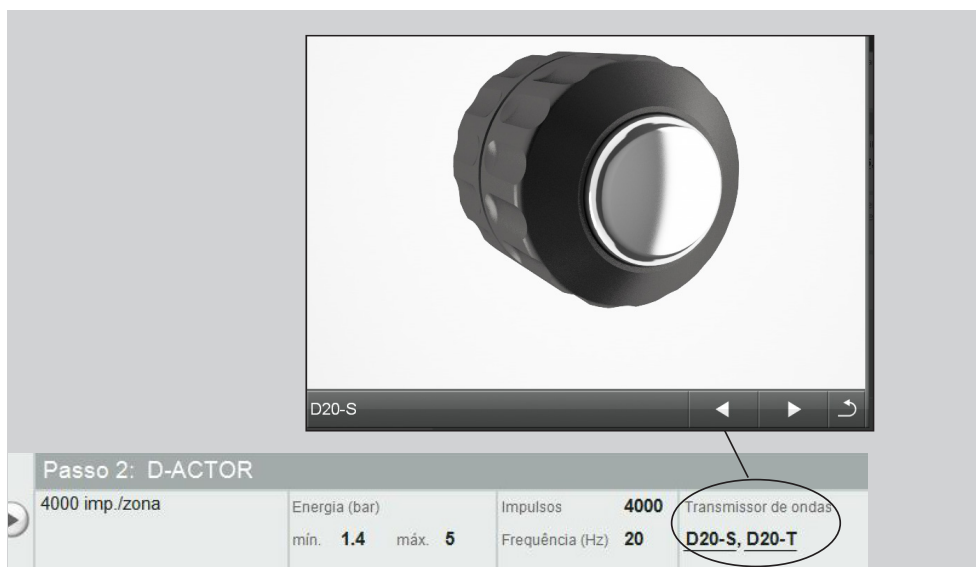 D20-S
Passo 2: D-ACTOR
4000 imp./zona
Energia (bar)
mín. 1.4 máx. 5
Impulsos 4000
Frequência (Hz) 20
Transmissor de ondas
D20-S, D20-T